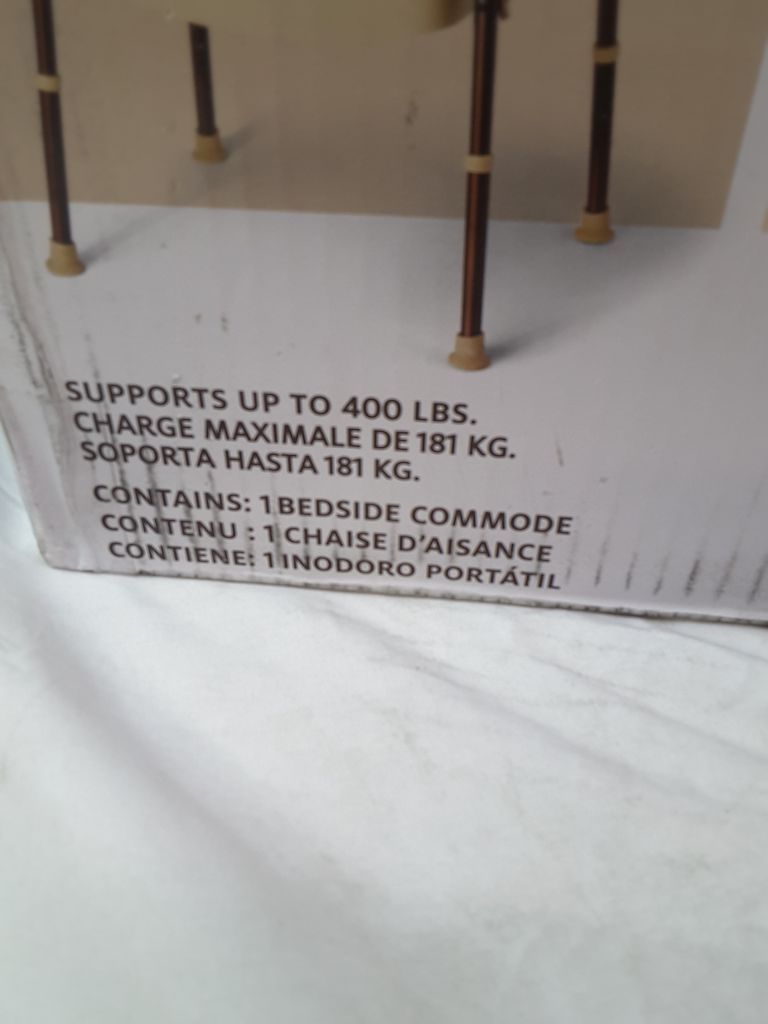 SUPPORTS UP TO 400 LBS.
CHARGE MAXIMALE DE 181 KG.
SOPORTA HASTA 181 KG.
CONTAINS: 1 BEDSIDE COMMODE
CONTENU : 1 CHAISE D'AISANCE
CONTIENE: 1 INODORO PORTÁTIL